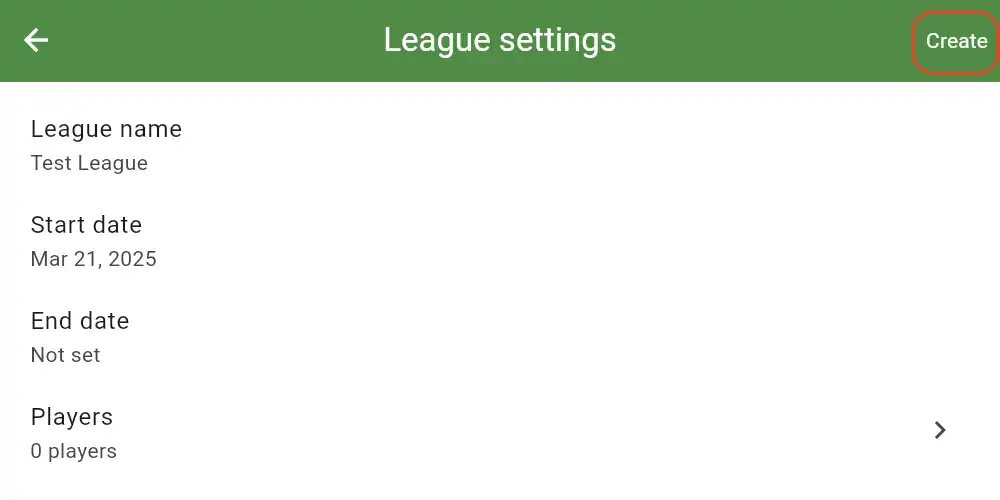 League settings
Create
League name
Test League
Start date
Mar 21, 2025
End date
Not set
Players
0 players